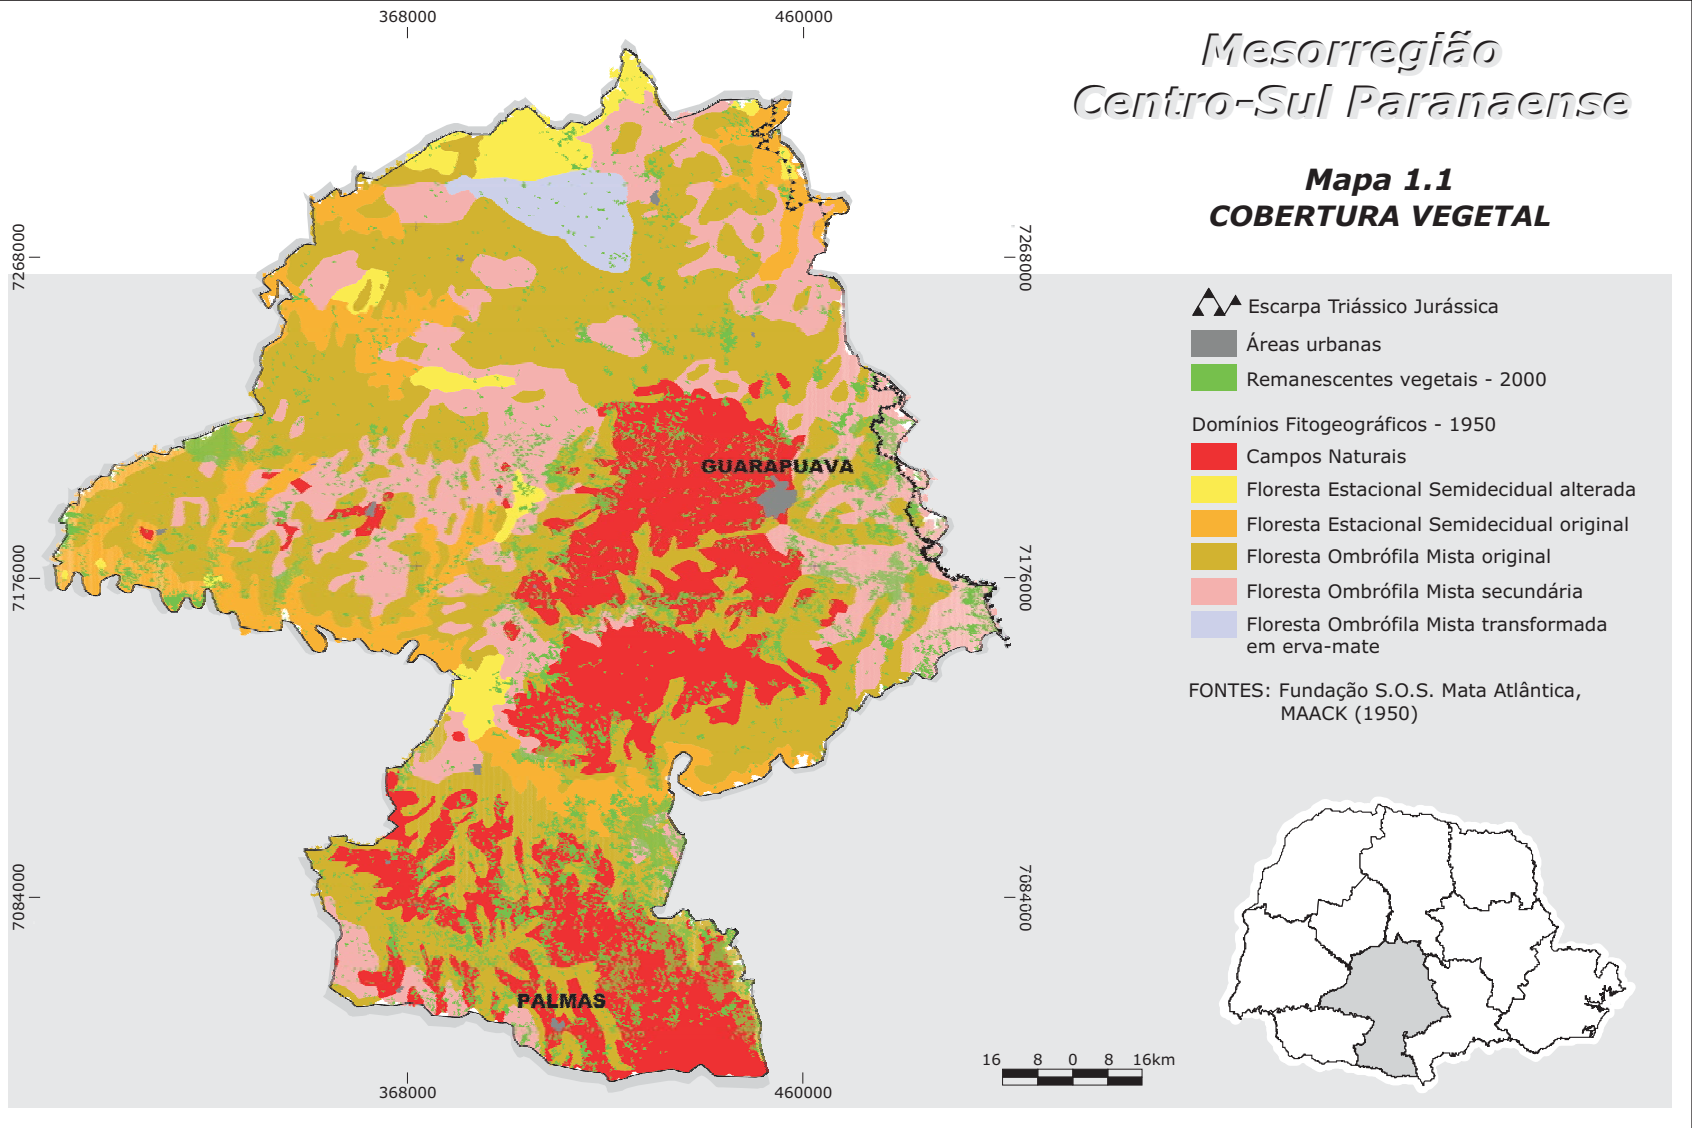 368000
460000
Mesorregião
Centro-Sul Paranaense
Mapa 1.1
COBERTURA VEGETAL
7268000
7268000
Escarpa Triássico Jurássica
Áreas urbanas
Remanescentes vegetais - 2000
Domínios Fitogeográficos - 1950
Campos Naturais
Floresta Estacional Semidecidual alterada
Floresta Estacional Semidecidual original
Floresta Ombrófila Mista original
Floresta Ombrófila Mista secundária
Floresta Ombrófila Mista transformada
em erva-mate
GUARAPUAVA
7176000
7176000
FONTES: Fundação S.O.S. Mata Atlântica,
MAACK (1950)
7084000
7084000
PALMAS
16 8 0 8 16km
368000
460000